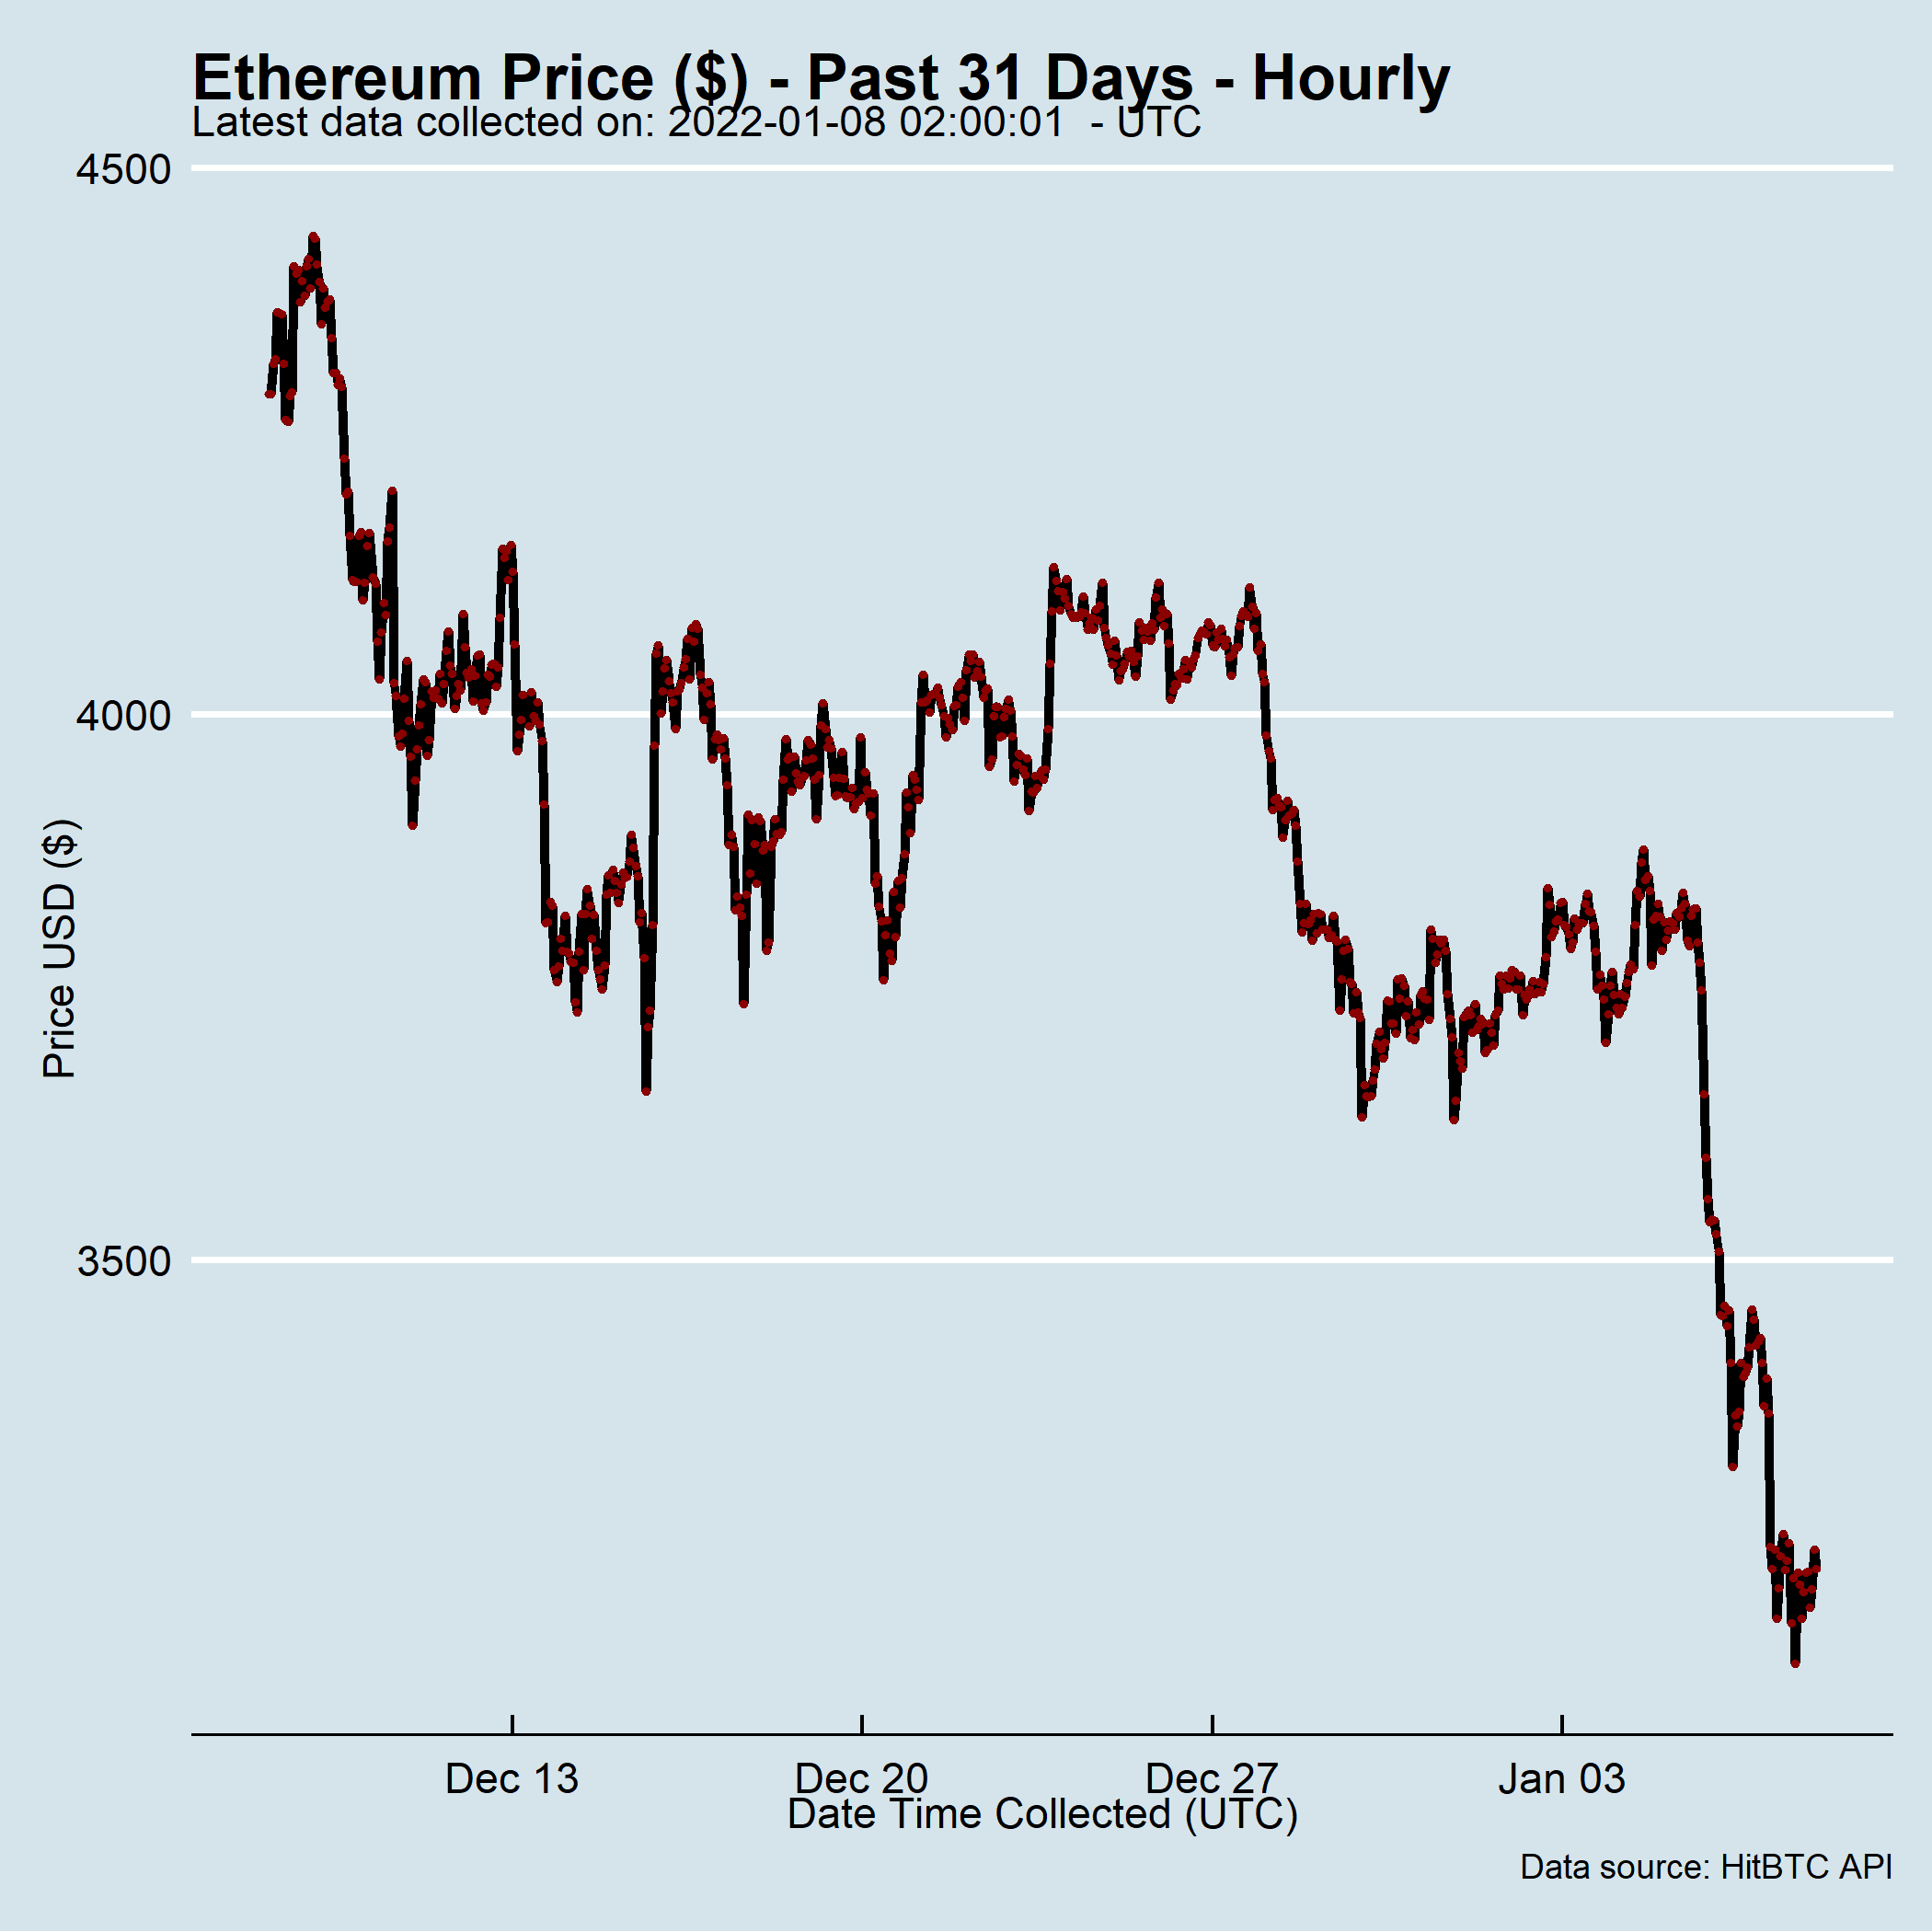 Ethereum Price ($) - Past 31 Days - Hourly
Latest data collected on: 2022-01-08 02:00:01  - UTC
4500
4000
3500
Price USD ($)
Dec 13
Dec 20
Dec 27
Jan 03
Date Time Collected (UTC)
Data source: HitBTC API